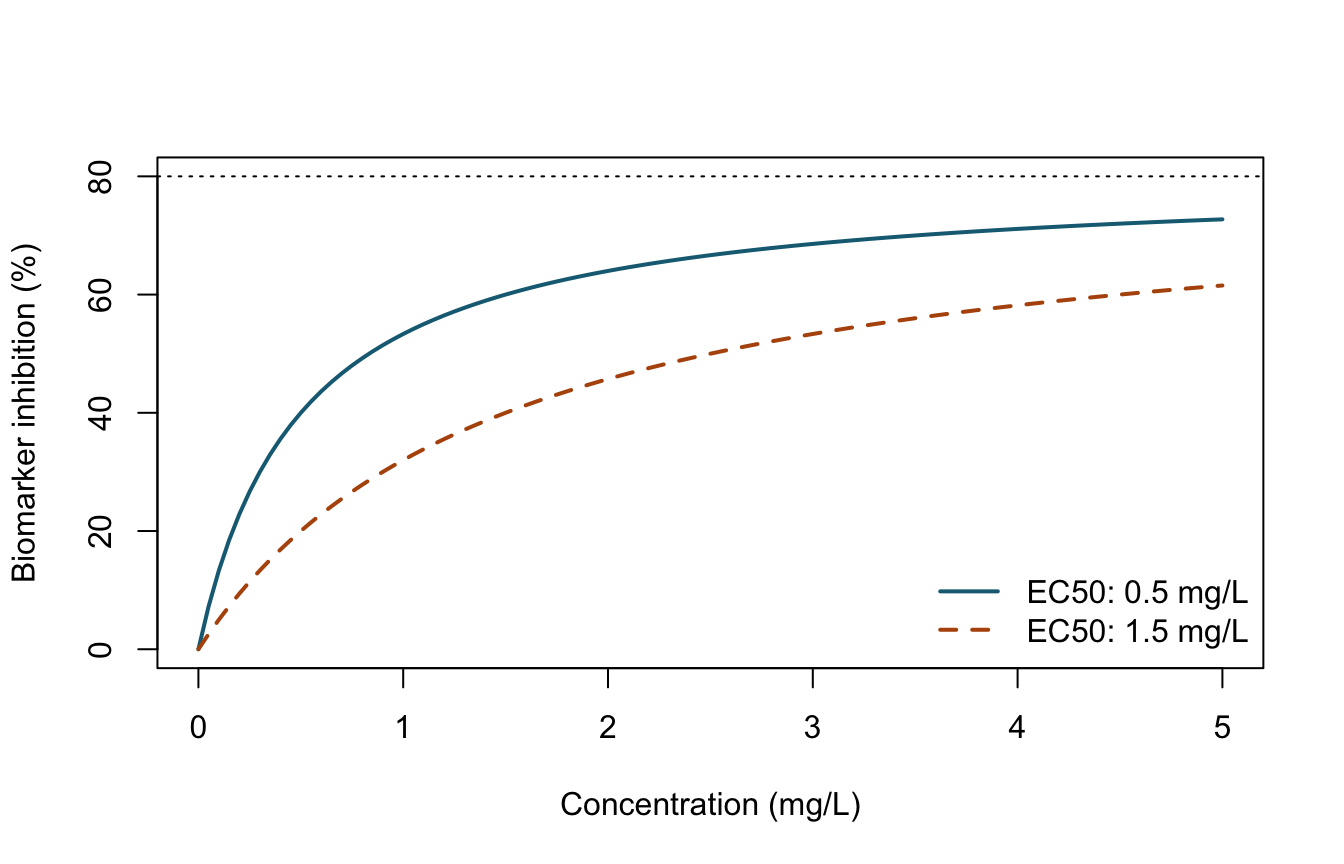 80
60
40
20
0
Biomarker inhibition (%)
EC50: 0.5 mg/L
EC50: 1.5 mg/L
0 1 2 3 4 5
Concentration (mg/L)